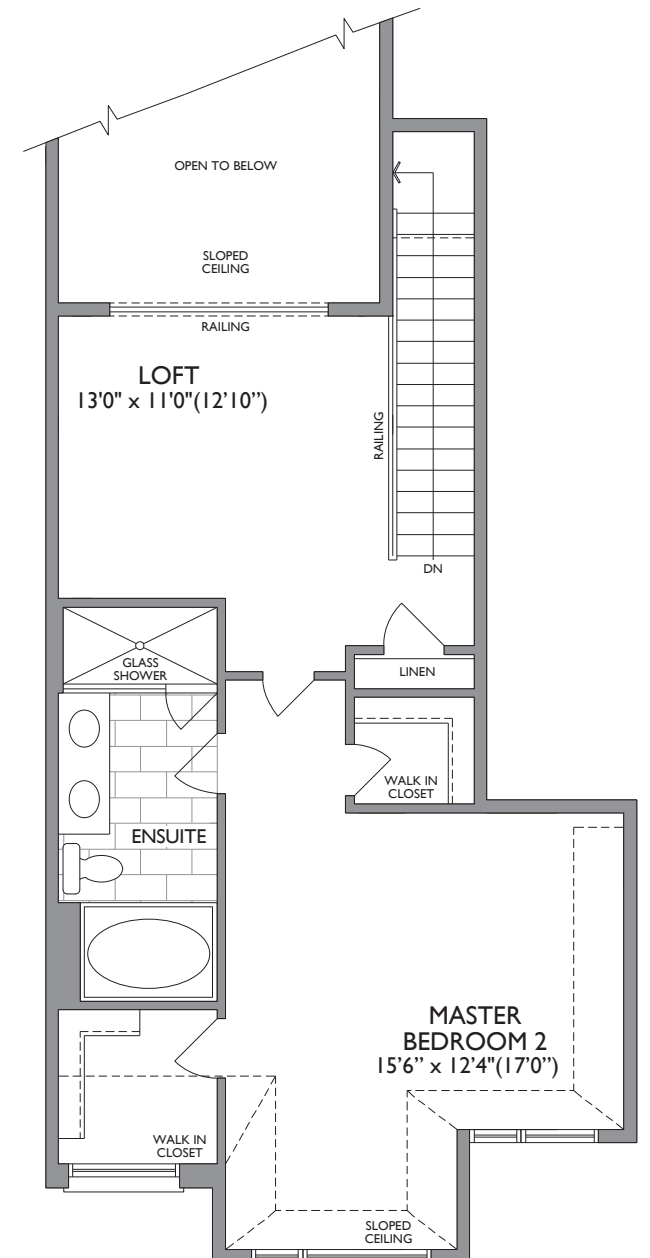 OPEN TO BELOW
SLOPED
CEILING
RAILING
LOFT
13'0" x 11'0"(12'10”)
RAILING
DN
GLASS
SHOWER
LINEN
WALK IN
CLOSET
ENSUITE
MASTER
BEDROOM 2
15’6” x 12'4"(17’0”)
WALK IN
CLOSET
SLOPED
CEILING